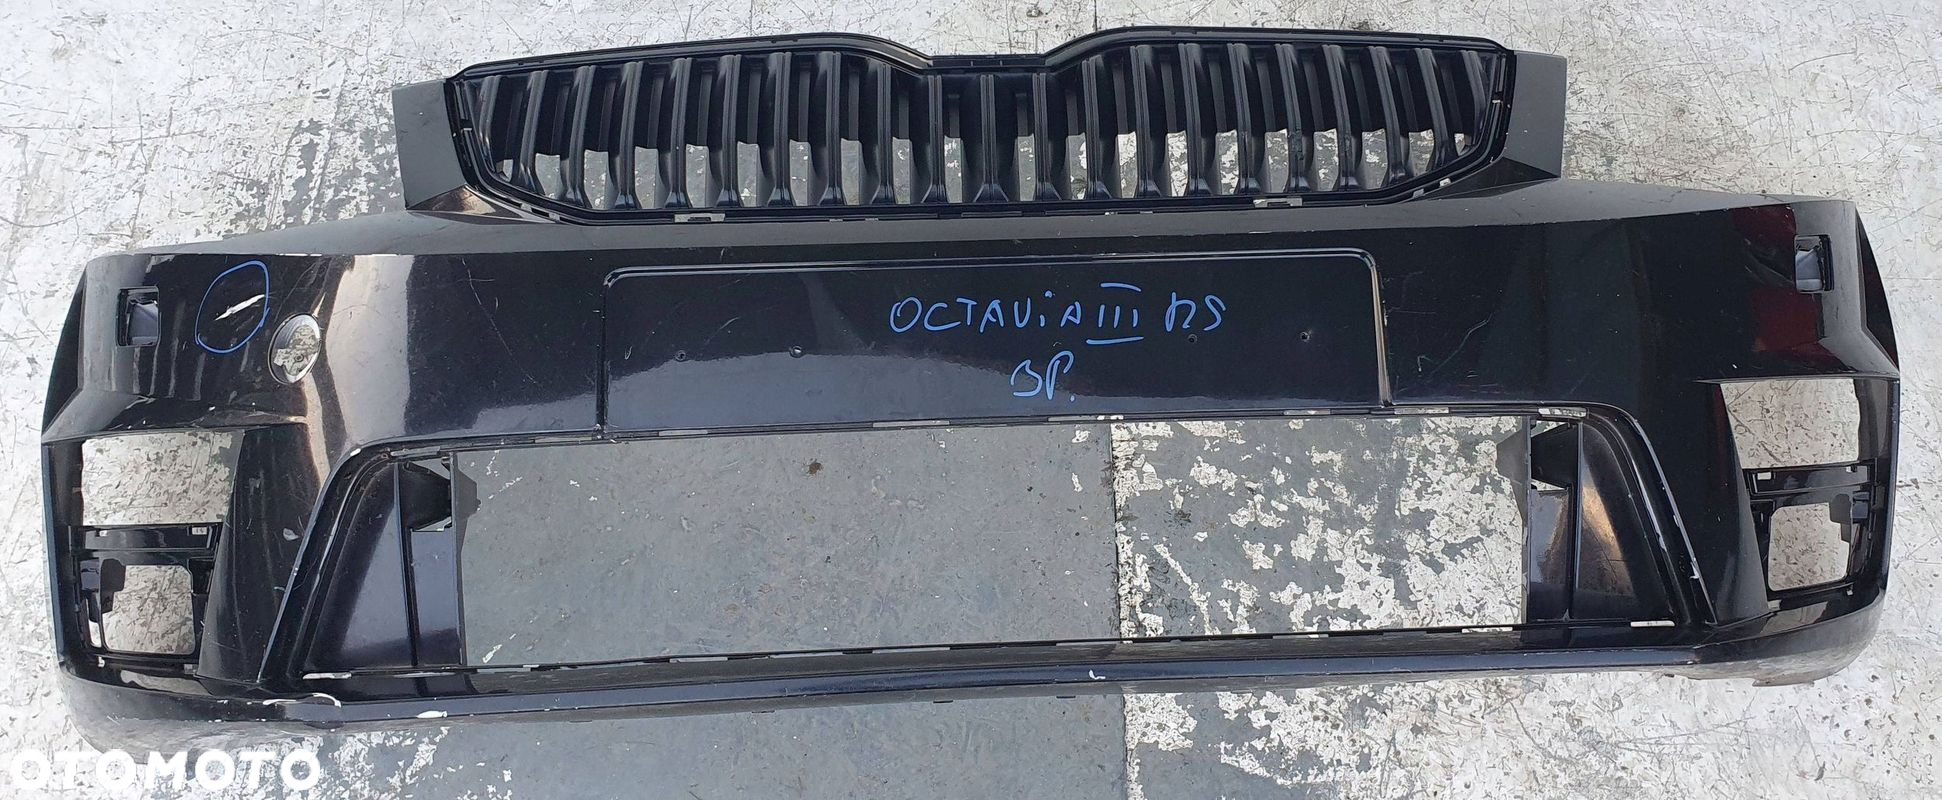 OCTAViA III RS
BP.
OTOMOTO